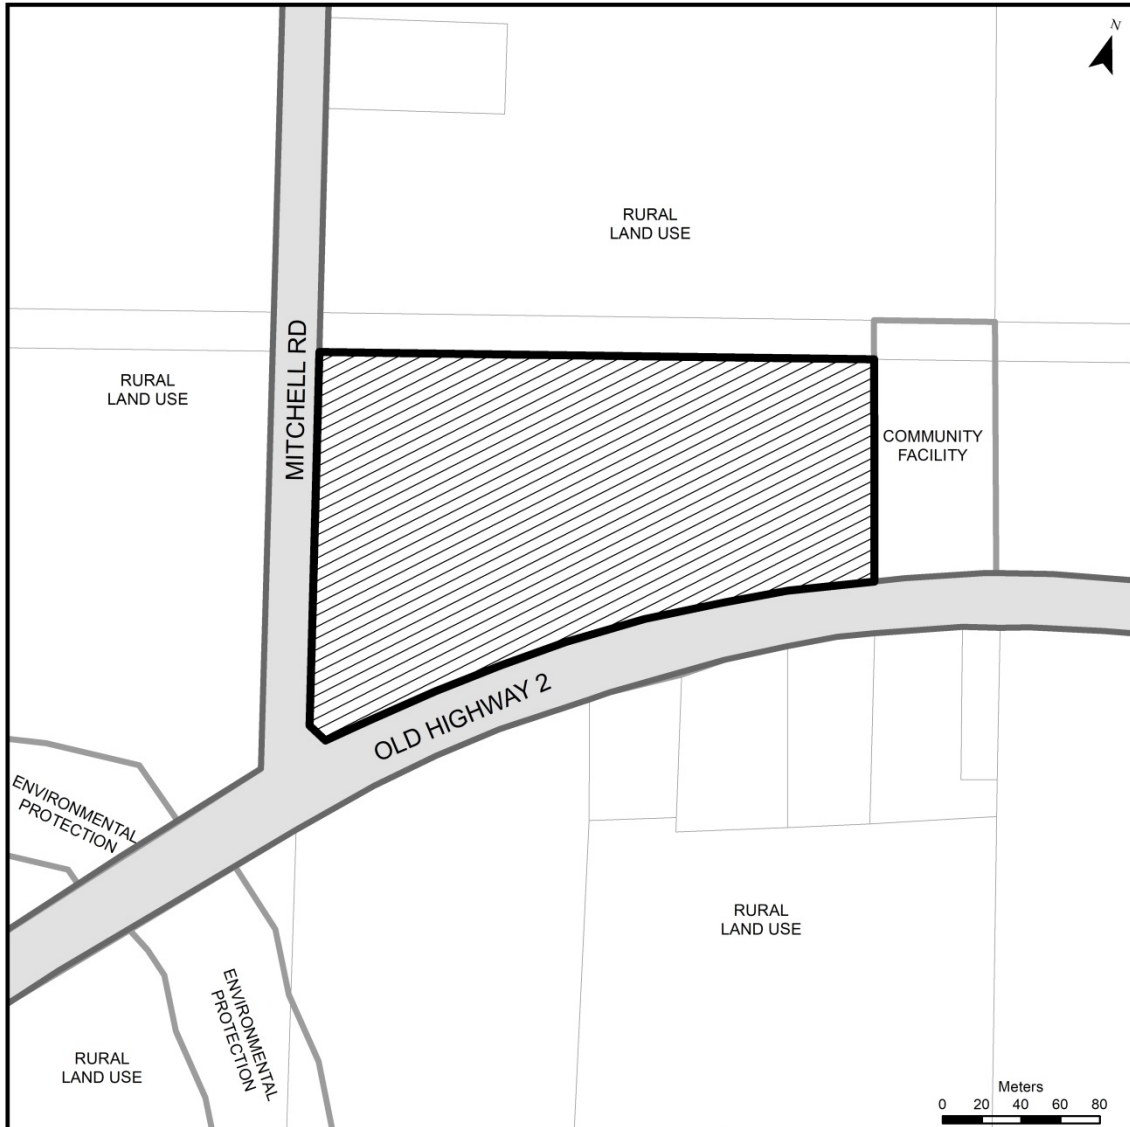 N
RURAL
LAND USE
MITCHELL RD
RURAL
LAND USE
COMMUNITY
FACILITY
OLD HIGHWAY 2
ENVIRONMENTAL
PROTECTION
RURAL
LAND USE
ENVIRONMENTAL
PROTECTION
RURAL
LAND USE
Meters
0 20 40 60 80